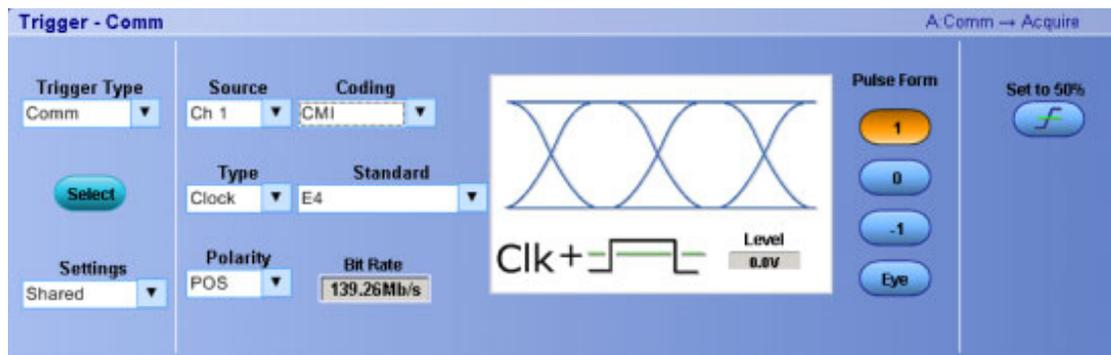 Trigger - Comm
A:Comm → Acquire
Trigger Type
Comm
Select
Settings
Shared
Source
Ch 1
Coding
CMI
Type
Clock
Standard
E4
Polarity
POS
Bit Rate
139.26Mb/s
Clk+
Level
0.0V
Pulse Form
1
0
-1
Eye
Set to 50%